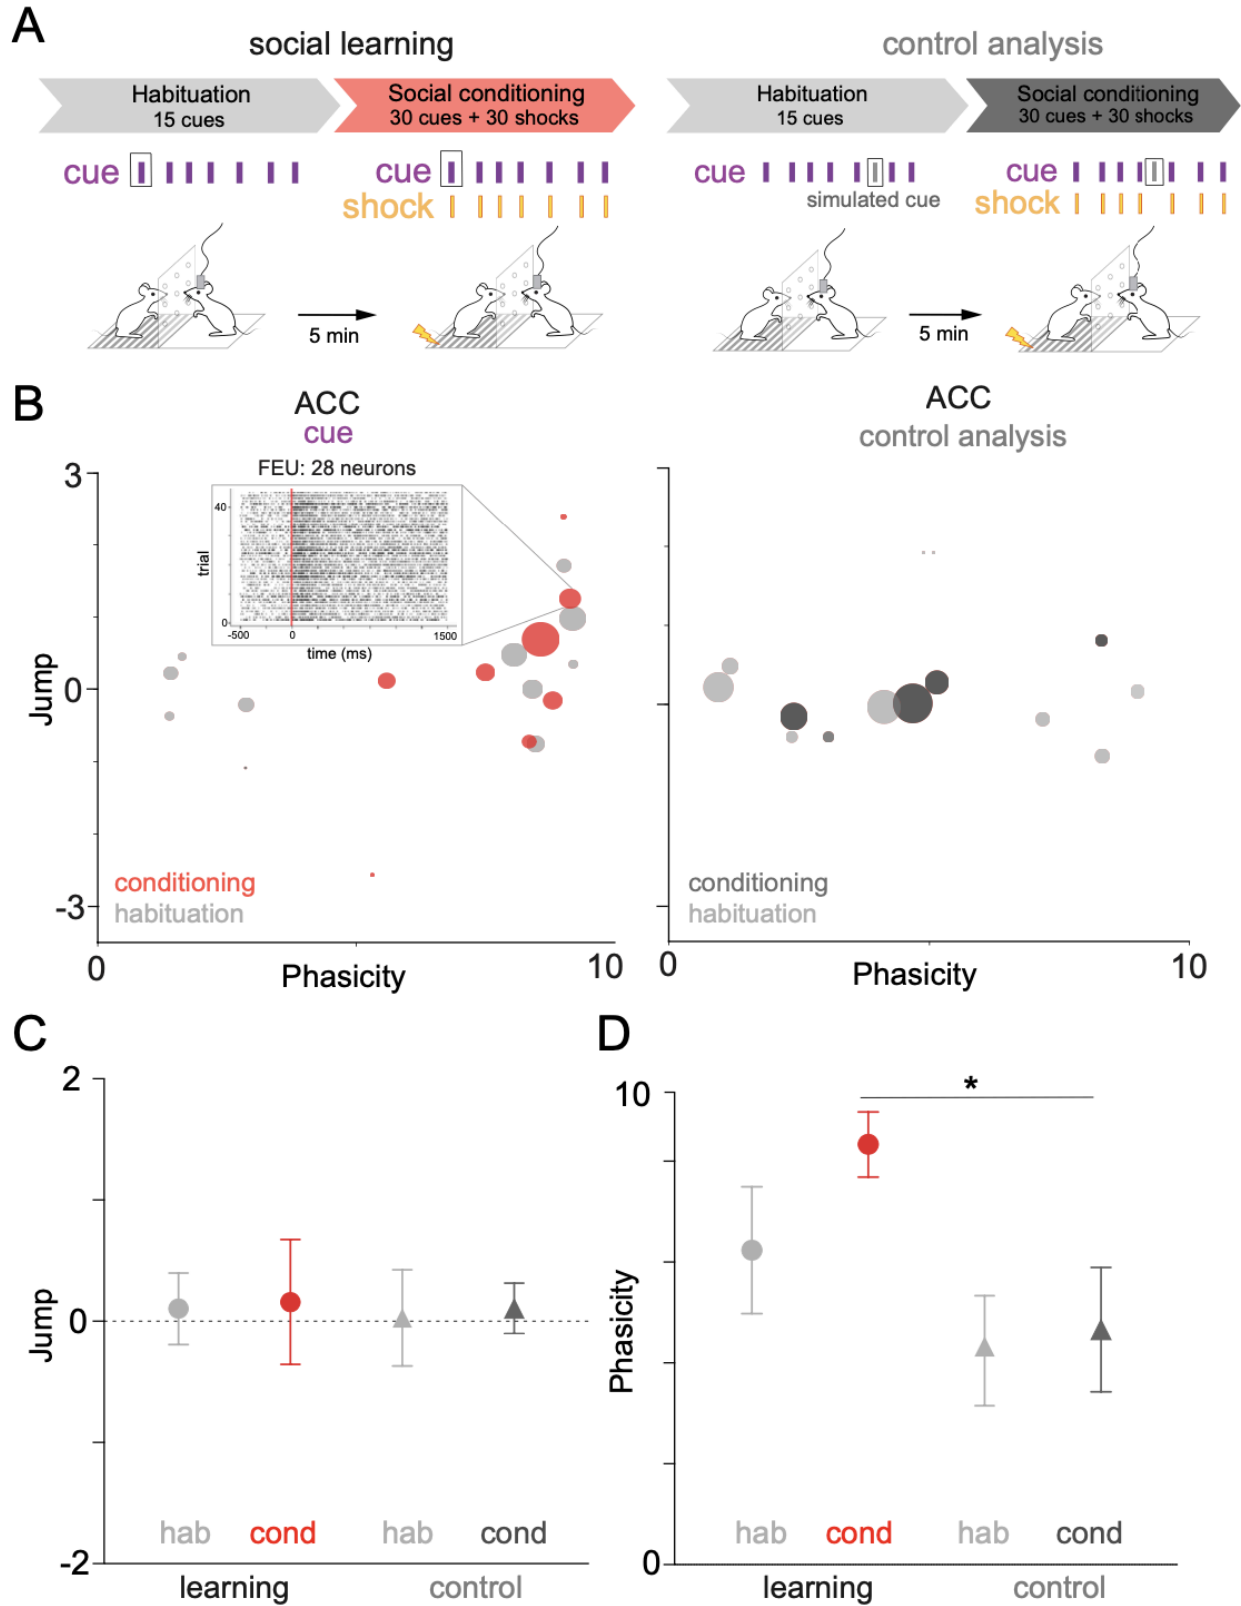 A
social learning
control analysis
Habituation
15 cues
Social conditioning
30 cues + 30 shocks
Habituation
15 cues
Social conditioning
30 cues + 30 shocks
cue
cue
shock
cue
simulated cue
cue
shock
5 min
5 min
B
ACC
cue
FEU: 28 neurons
40
trial
0
-500
0
1500
time (ms)
3
Jump
0
-3
conditioning
habituation
0
Phasicity
10
ACC
control analysis
conditioning
habituation
0
Phasicity
10
C
2
Jump
0
-2
hab
cond
hab
cond
learning
control
D
*
10
Phasicity
0
hab
cond
hab
cond
learning
control